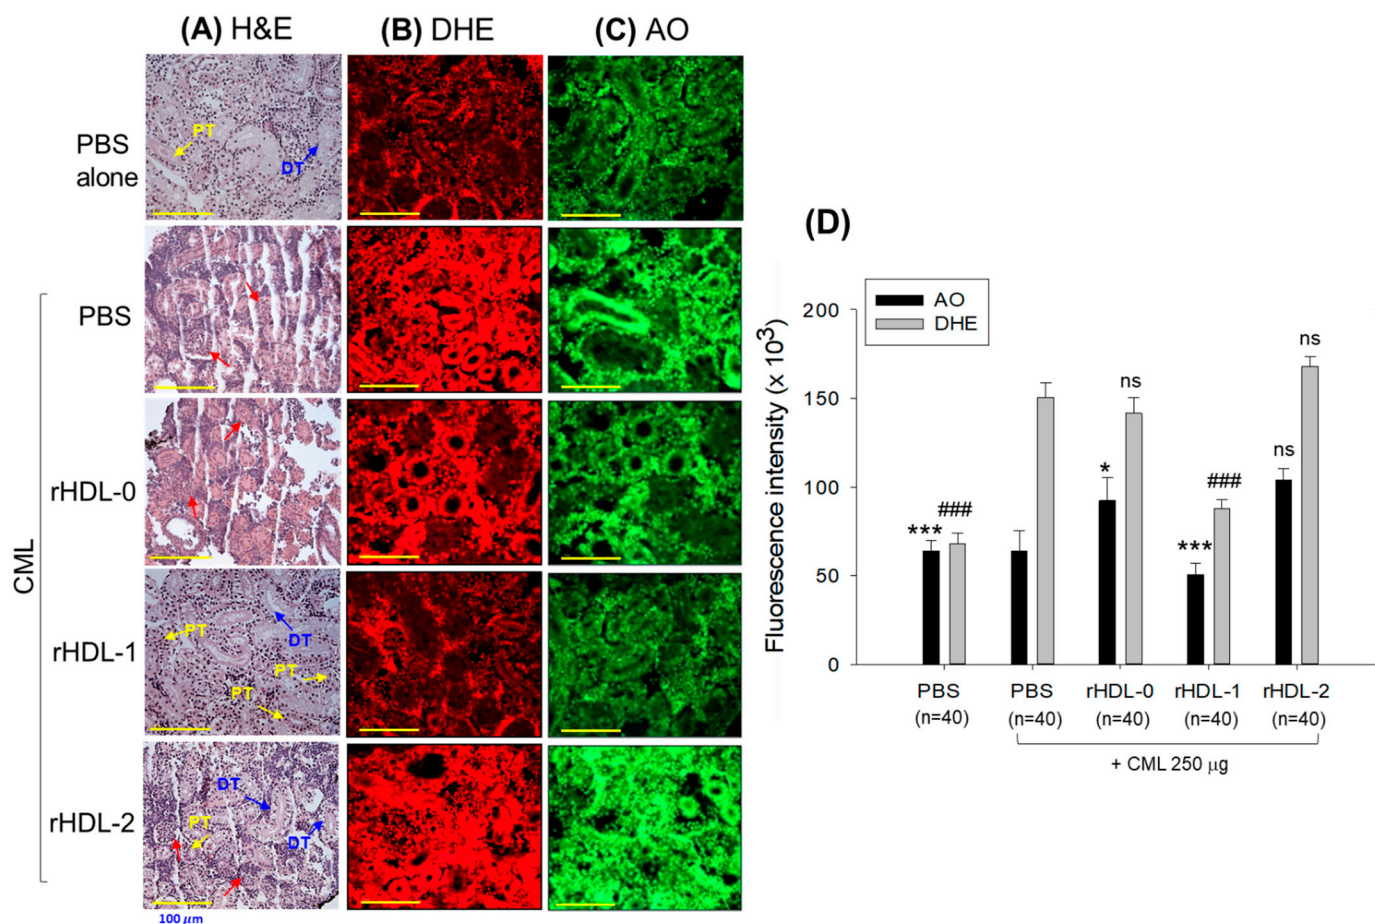 (A) H&E
(B) DHE
(C) AO
PBS
alone
PT
DT
CML
PBS
rHDL-0
rHDL-1
PT
DT
PT
PT
rHDL-2
DT
PT
DT
100 µm
(D)
Fluorescence intensity (x 10³)
AO
DHE
200
150
100
50
0
***
###
*
ns
***
###
ns
ns
PBS
(n=40)
PBS
(n=40)
rHDL-0
(n=40)
rHDL-1
(n=40)
rHDL-2
(n=40)
+ CML 250 µg